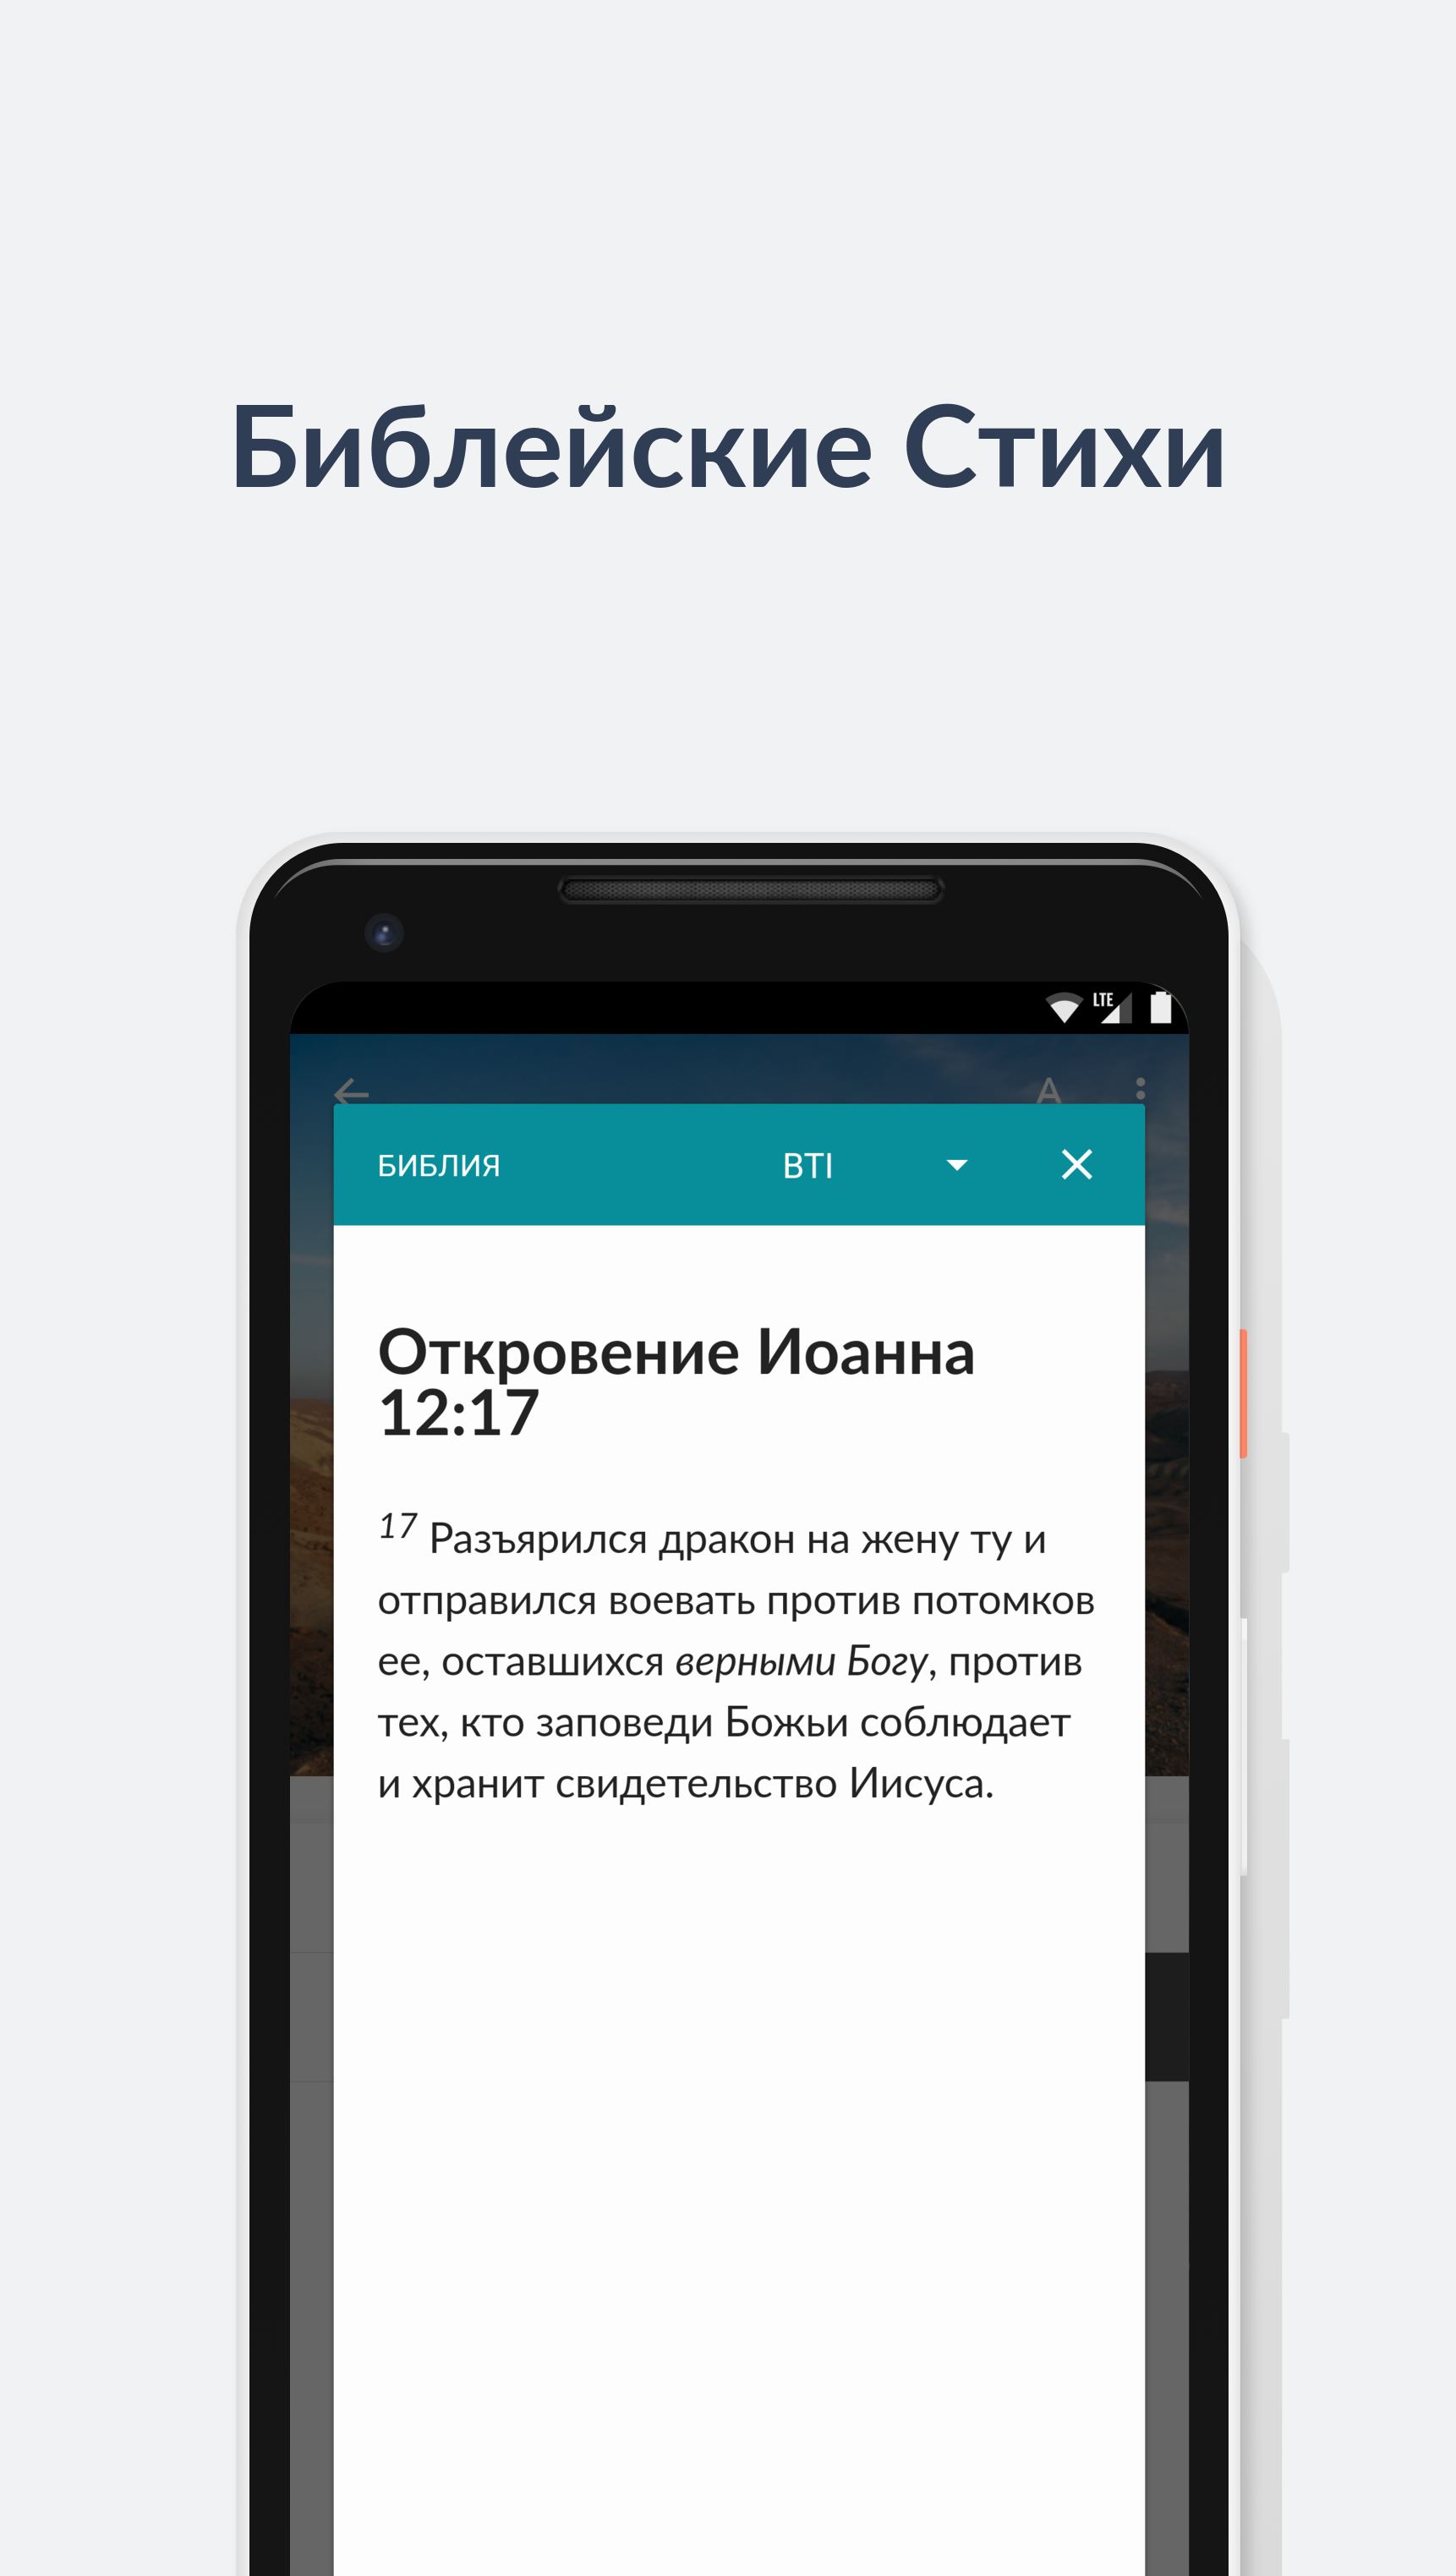 Библейские Стихи
LTE
A
БИБЛИЯ BTI
Откровение Иоанна
12:17
17 Разъярился дракон на жену ту и
отправился воевать против потомков
ее, оставшихся верными Богу, против
тех, кто заповеди Божьи соблюдает
и хранит свидетельство Иисуса.